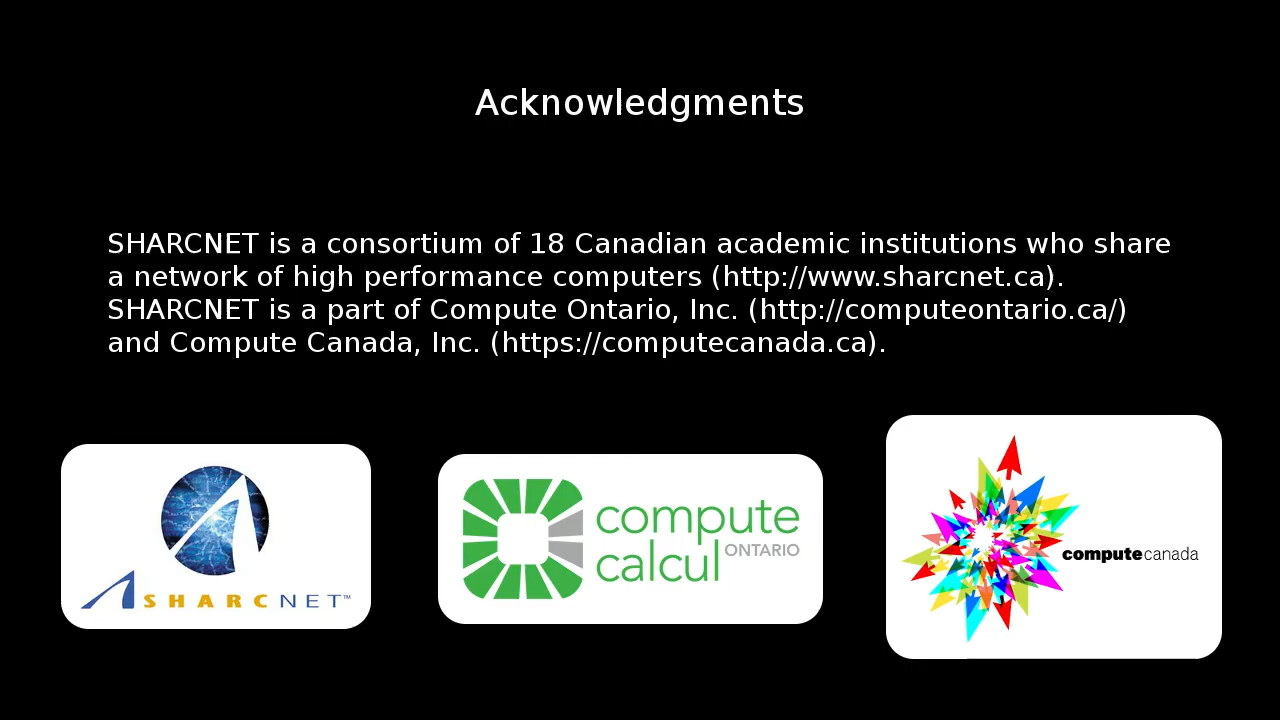 Acknowledgments
SHARCNET is a consortium of 18 Canadian academic institutions who share
a network of high performance computers (http://www.sharcnet.ca).
SHARCNET is a part of Compute Ontario, Inc. (http://computeontario.ca/)
and Compute Canada, Inc. (https://computecanada.ca).
SHARCNET™
compute
calcul ONTARIO
computecanada